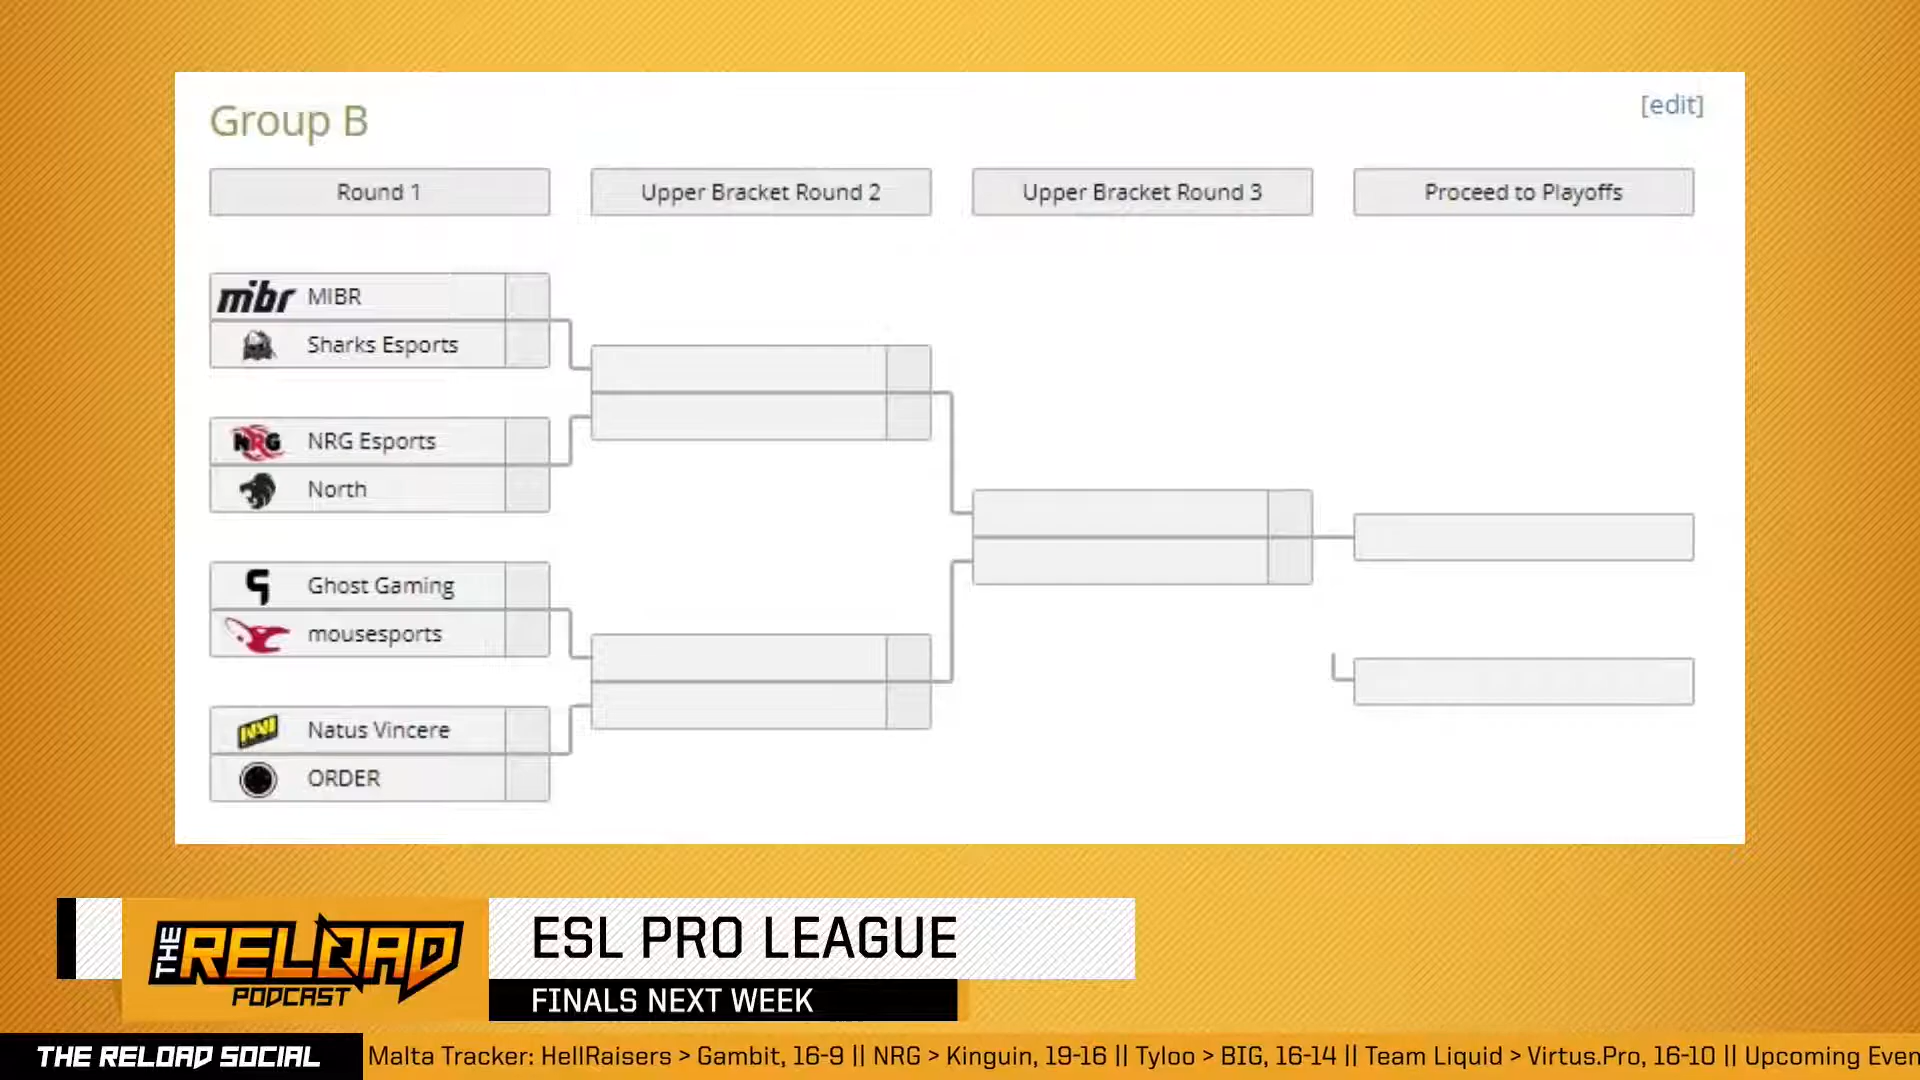 Group B
[edit]
Round 1
Upper Bracket Round 2
Upper Bracket Round 3
Proceed to Playoffs
mibr MIBR
Sharks Esports
NRG NRG Esports
North
Ghost Gaming
mousesports
Natus Vincere
ORDER
THE RELOAD
PODCAST
ESL PRO LEAGUE
FINALS NEXT WEEK
THE RELOAD SOCIAL
Malta Tracker: HellRaisers > Gambit, 16-9 || NRG > Kinguin, 19-16 || Tyloo > BIG, 16-14 || Team Liquid > Virtus.Pro, 16-10 || Upcoming Even